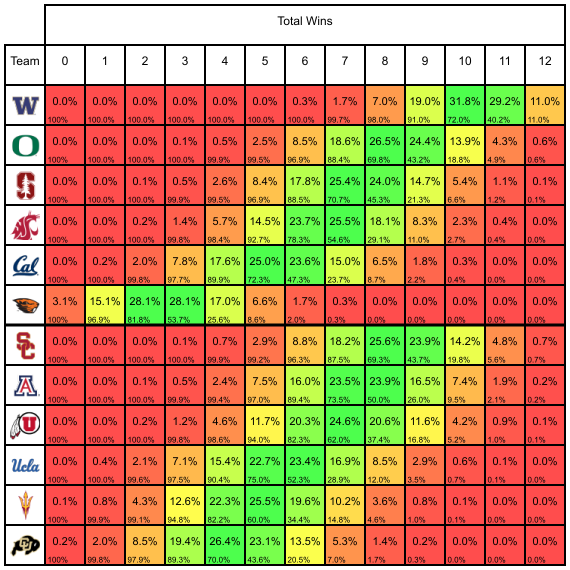 Total Wins
Team 0 1 2 3 4 5 6 7 8 9 10 11 12
W 0.0% 0.0% 0.0% 0.0% 0.0% 0.0% 0.3% 1.7% 7.0% 19.0% 31.8% 29.2% 11.0%
100% 100.0% 100.0% 100.0% 100.0% 100.0% 100.0% 99.7% 98.0% 91.0% 72.0% 40.2% 11.0%
O 0.0% 0.0% 0.0% 0.1% 0.5% 2.5% 8.5% 18.6% 26.5% 24.4% 13.9% 4.3% 0.6%
100% 100.0% 100.0% 100.0% 99.9% 99.5% 96.9% 88.4% 69.8% 43.2% 18.8% 4.9% 0.6%
S 0.0% 0.0% 0.1% 0.5% 2.6% 8.4% 17.8% 25.4% 24.0% 14.7% 5.4% 1.1% 0.1%
100% 100.0% 100.0% 99.9% 99.5% 96.9% 88.5% 70.7% 45.3% 21.3% 6.6% 1.2% 0.1%
0.0% 0.0% 0.2% 1.4% 5.7% 14.5% 23.7% 25.5% 18.1% 8.3% 2.3% 0.4% 0.0%
100% 100.0% 100.0% 99.8% 98.4% 92.7% 78.3% 54.6% 29.1% 11.0% 2.7% 0.4% 0.0%
Cal 0.0% 0.2% 2.0% 7.8% 17.6% 25.0% 23.6% 15.0% 6.5% 1.8% 0.3% 0.0% 0.0%
100% 100.0% 99.8% 97.7% 89.9% 72.3% 47.3% 23.7% 8.7% 2.2% 0.4% 0.0% 0.0%
3.1% 15.1% 28.1% 28.1% 17.0% 6.6% 1.7% 0.3% 0.0% 0.0% 0.0% 0.0% 0.0%
100% 96.9% 81.8% 53.7% 25.6% 8.6% 2.0% 0.3% 0.0% 0.0% 0.0% 0.0% 0.0%
SC 0.0% 0.0% 0.0% 0.1% 0.7% 2.9% 8.8% 18.2% 25.6% 23.9% 14.2% 4.8% 0.7%
100% 100.0% 100.0% 100.0% 99.9% 99.2% 96.3% 87.5% 69.3% 43.7% 19.8% 5.6% 0.7%
A 0.0% 0.0% 0.1% 0.5% 2.4% 7.5% 16.0% 23.5% 23.9% 16.5% 7.4% 1.9% 0.2%
100% 100.0% 100.0% 99.9% 99.4% 97.0% 89.4% 73.5% 50.0% 26.0% 9.5% 2.1% 0.2%
U 0.0% 0.0% 0.2% 1.2% 4.6% 11.7% 20.3% 24.6% 20.6% 11.6% 4.2% 0.9% 0.1%
100% 100.0% 100.0% 99.8% 98.6% 94.0% 82.3% 62.0% 37.4% 16.8% 5.2% 1.0% 0.1%
Ucla 0.0% 0.4% 2.1% 7.1% 15.4% 22.7% 23.4% 16.9% 8.5% 2.9% 0.6% 0.1% 0.0%
100% 100.0% 99.6% 97.5% 90.4% 75.0% 52.3% 28.9% 12.0% 3.5% 0.7% 0.1% 0.0%
0.1% 0.8% 4.3% 12.6% 22.3% 25.5% 19.6% 10.2% 3.6% 0.8% 0.1% 0.0% 0.0%
100% 99.9% 99.1% 94.8% 82.2% 60.0% 34.4% 14.8% 4.6% 1.0% 0.1% 0.0% 0.0%
CU 0.2% 2.0% 8.5% 19.4% 26.4% 23.1% 13.5% 5.3% 1.4% 0.2% 0.0% 0.0% 0.0%
100% 99.8% 97.9% 89.3% 70.0% 43.6% 20.5% 7.0% 1.7% 0.3% 0.0% 0.0% 0.0%